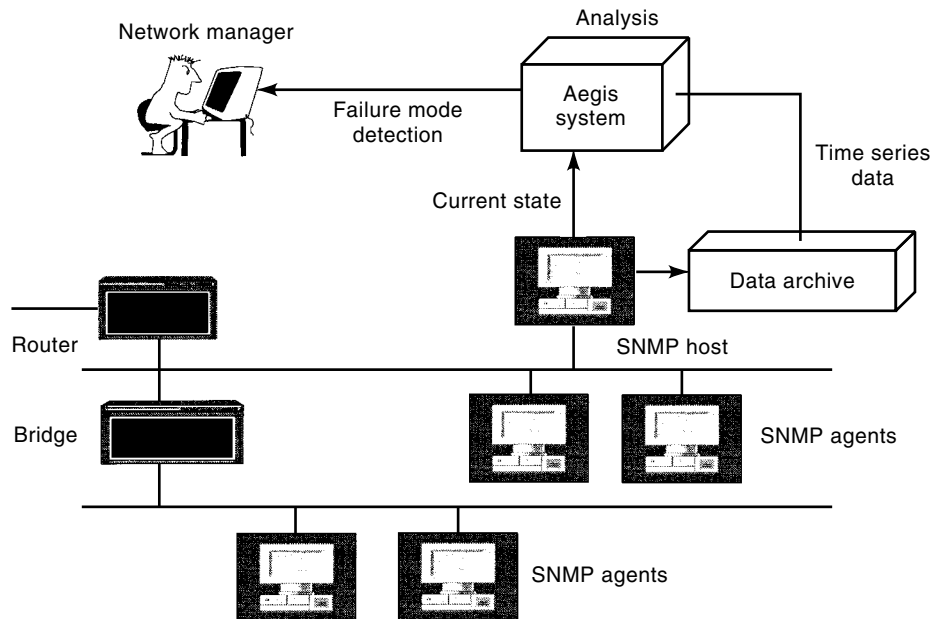 Analysis
Network manager
Aegis
system
Failure mode
detection
Time series
data
Current state
Data archive
Router
SNMP host
Bridge
SNMP agents
SNMP agents